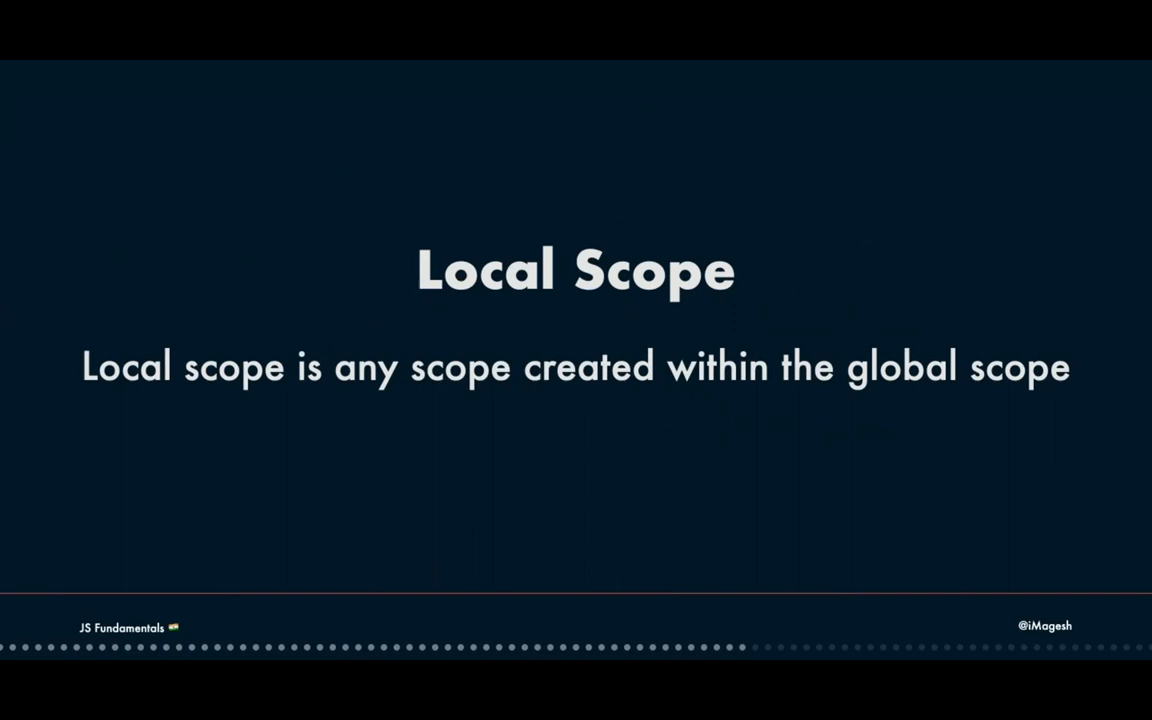 Local Scope
Local scope is any scope created within the global scope
JS Fundamentals 🇮🇳
@iMagesh